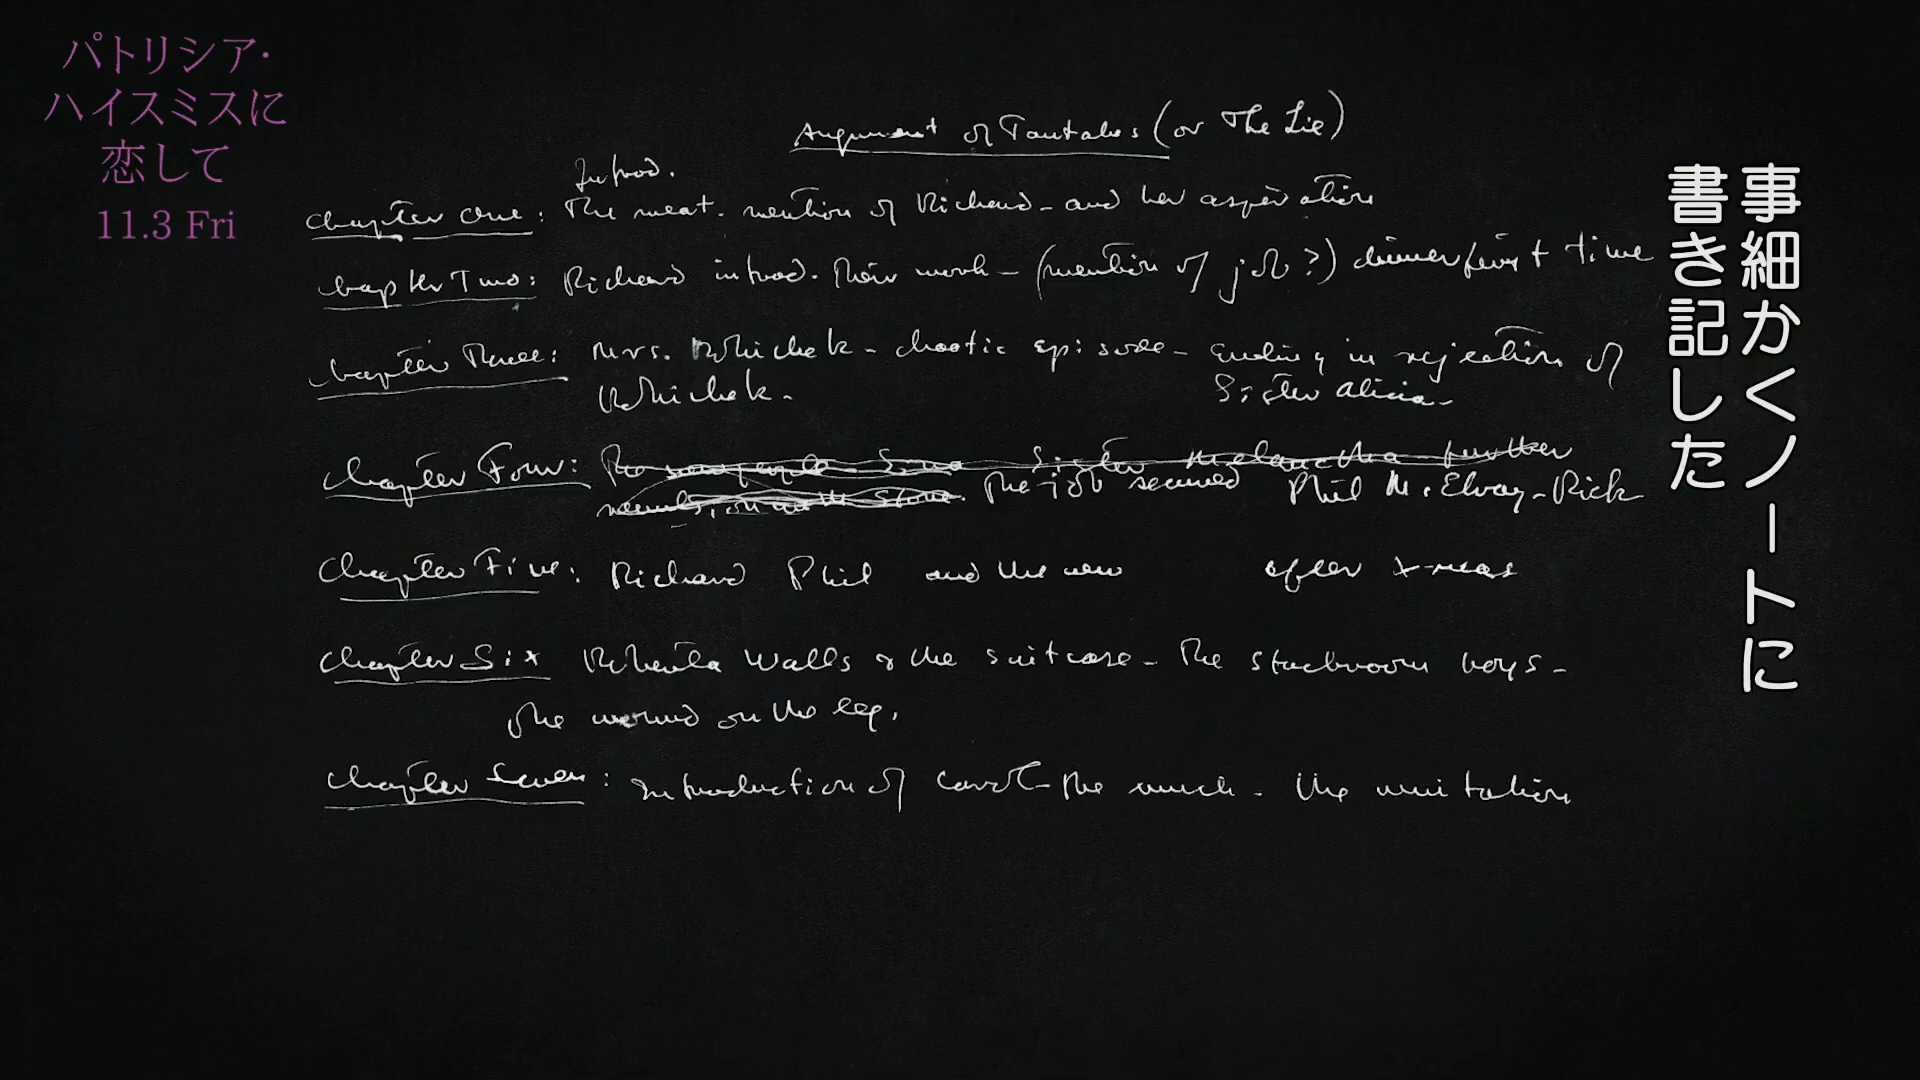 パトリシア・
ハイスミスに
恋して
11.3 Fri
事細かくノートに
書き記した
Argument of Tantalus (or The Lie)
Introd.
Chapter One: The meat. mention of Richard - and her aspirations
Chapter Two: Richard introd. Their work - (mention of job?) dinner first time
Chapter Three: Mrs. Robichek - chaotic episode - ending in rejection of
Robichek. Sister Alicia -
Chapter Four: The Sister further
The job secured Phil McElroy - Rick
Chapter Five: Richard Phil and the new after X-mas
Chapter Six Roberta Walls & the suitcase - The stockroom boys -
The wound on the leg.
Chapter Seven: Introduction of Carol - The lunch - the invitation